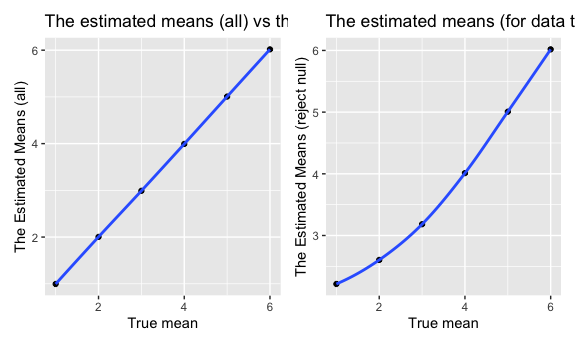 The estimated means (all) vs th
The Estimated Means (all)
6
4
2
2
4
6
True mean
The estimated means (for data t
The Estimated Means (reject null)
6
5
4
3
2
4
6
True mean